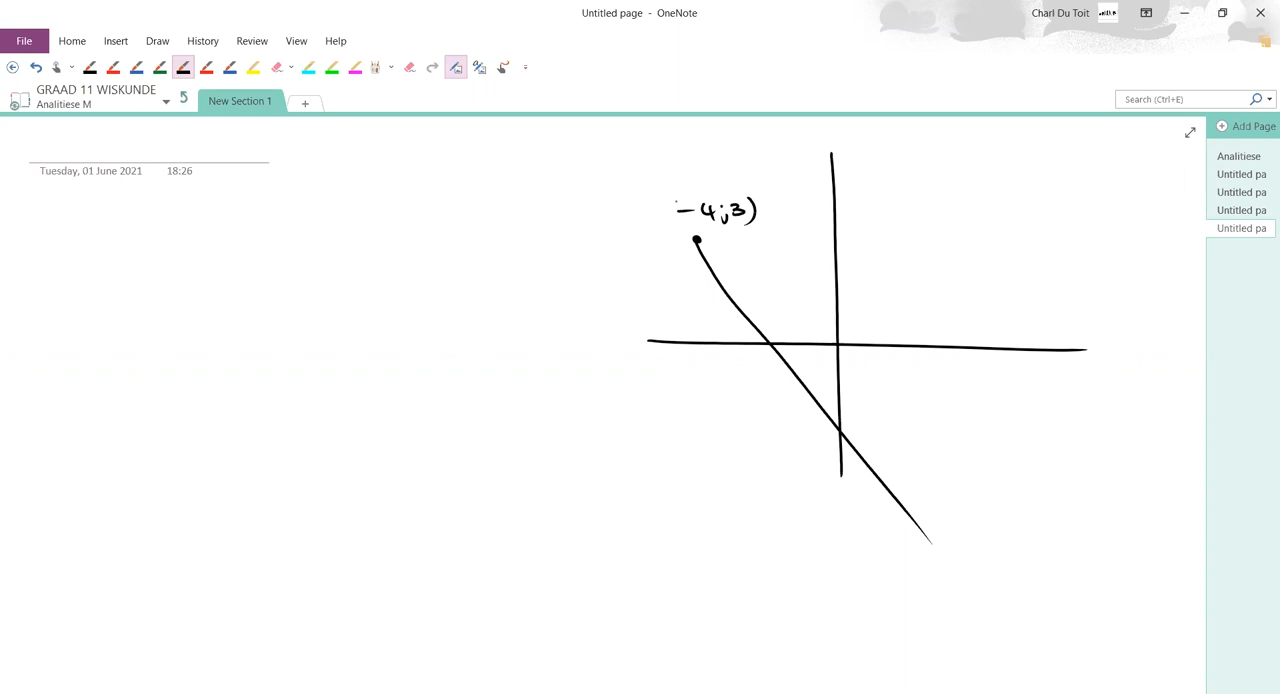 Untitled page - OneNote
Charl Du Toit
File Home Insert Draw History Review View Help
GRAAD 11 WISKUNDE
Analitiese M
New Section 1
Search (Ctrl+E)
Add Page
Analitiese
Untitled pa
Untitled pa
Untitled pa
Untitled pa
Tuesday, 01 June 2021 18:26
-4;3)